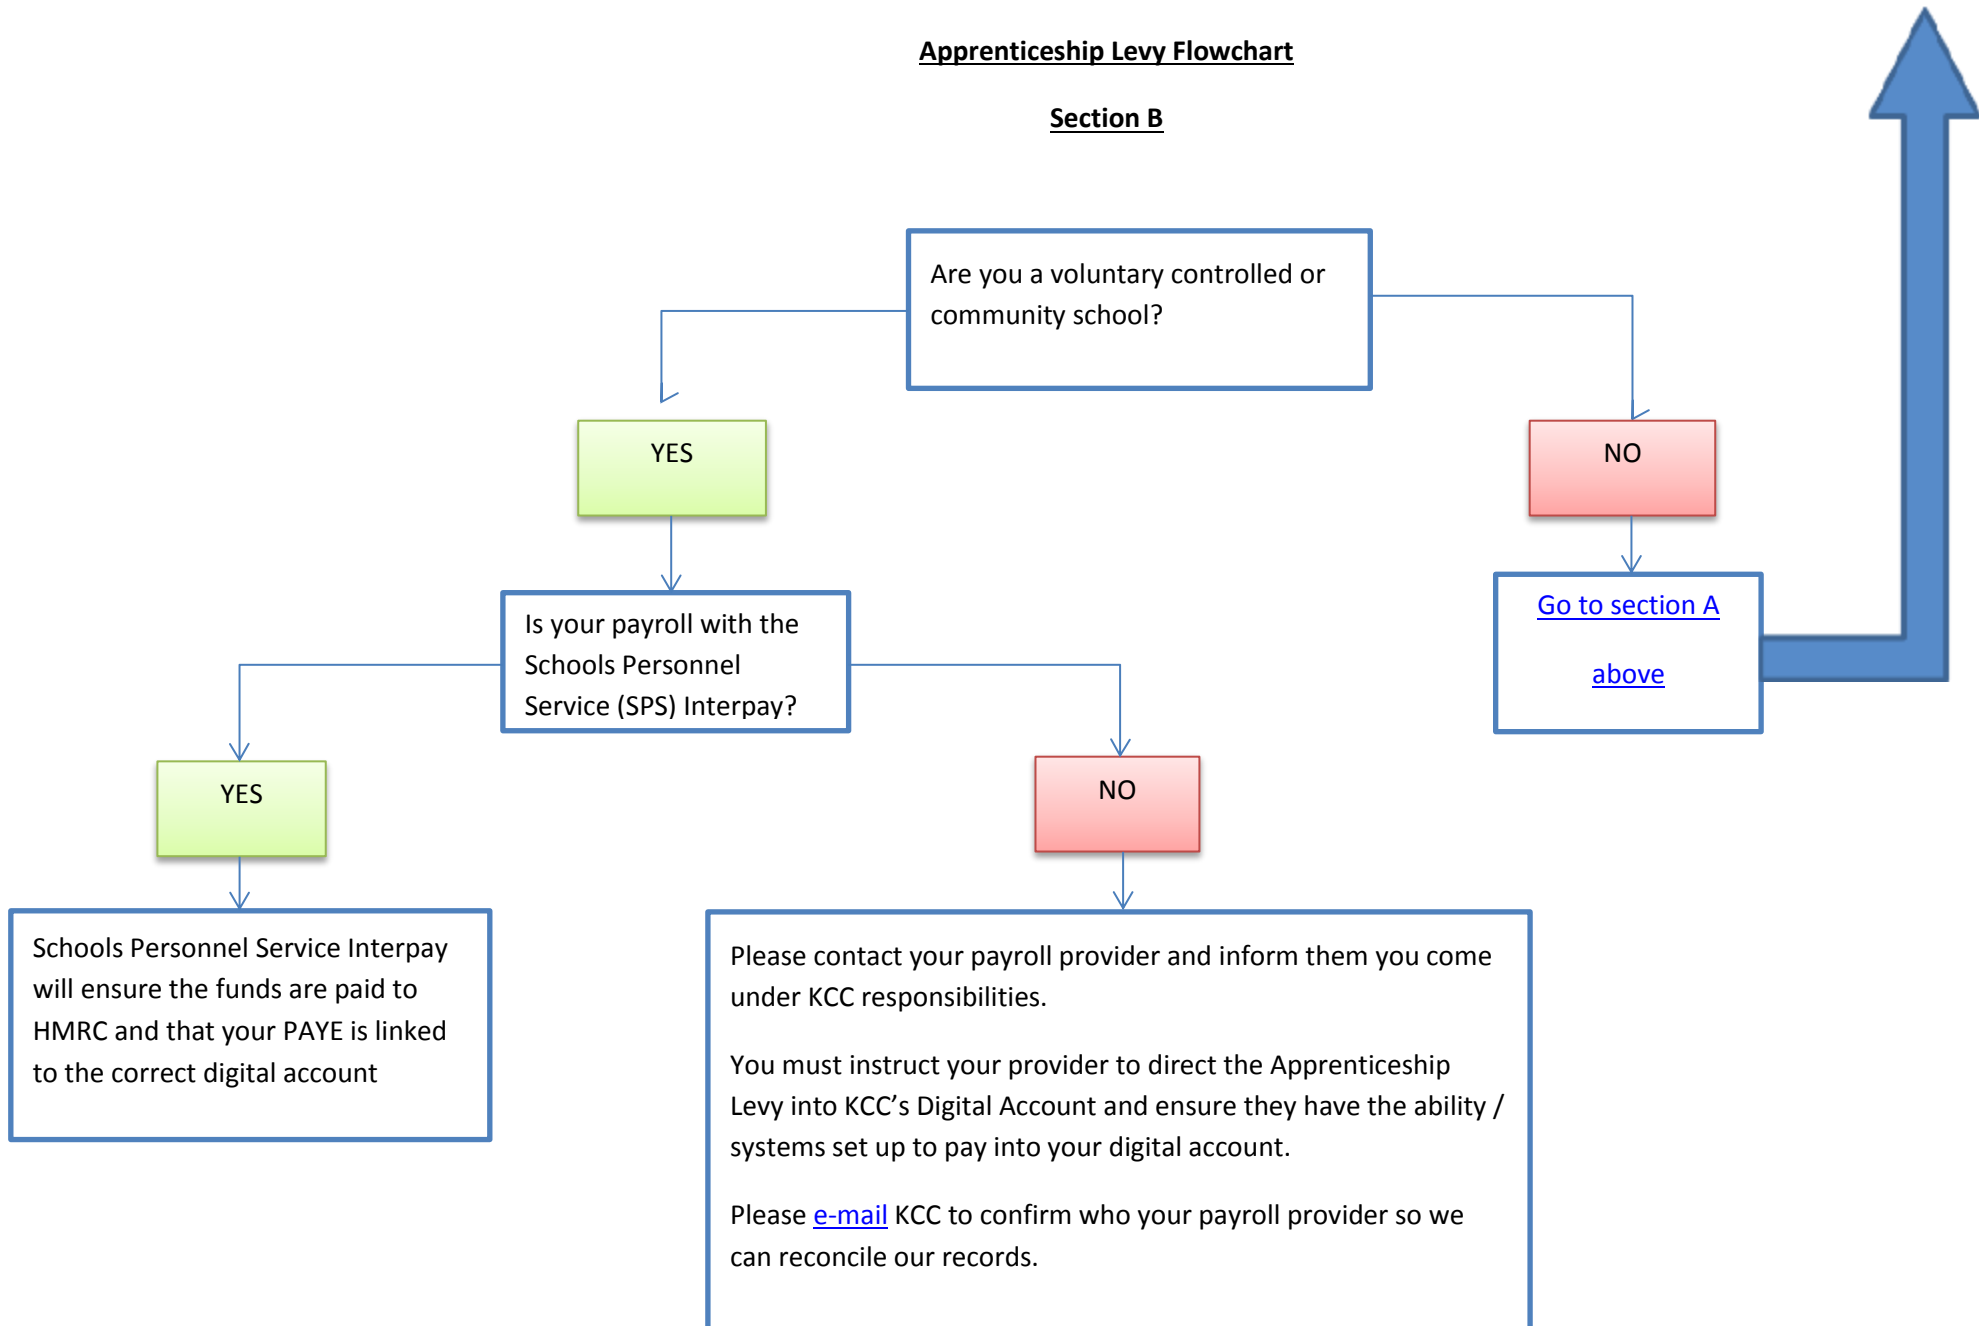 Apprenticeship Levy Flowchart
Section B
Are you a voluntary controlled or
community school?
YES
NO
Go to section A
above
Is your payroll with the
Schools Personnel
Service (SPS) Interpay?
YES
NO
Schools Personnel Service Interpay
will ensure the funds are paid to
HMRC and that your PAYE is linked
to the correct digital account
Please contact your payroll provider and inform them you come
under KCC responsibilities.
You must instruct your provider to direct the Apprenticeship
Levy into KCC’s Digital Account and ensure they have the ability /
systems set up to pay into your digital account.
Please e-mail KCC to confirm who your payroll provider so we
can reconcile our records.